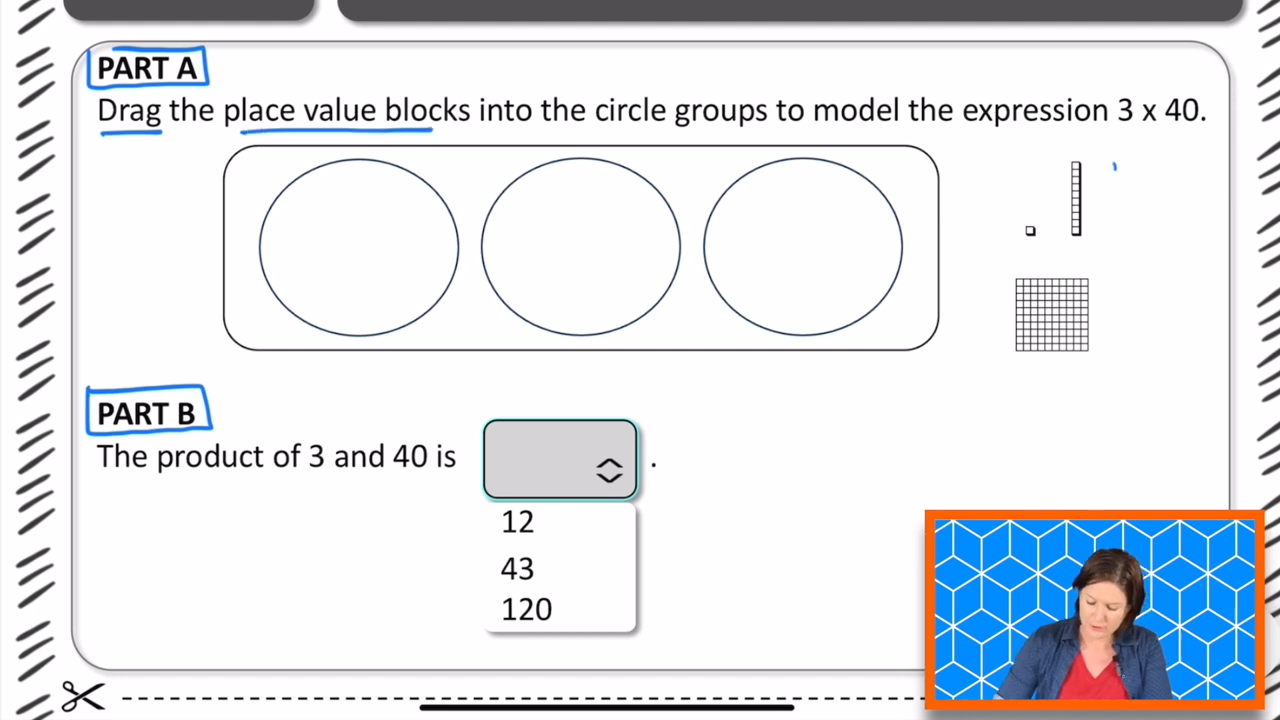 PART A
Drag the place value blocks into the circle groups to model the expression 3 x 40.
PART B
The product of 3 and 40 is .
12
43
120